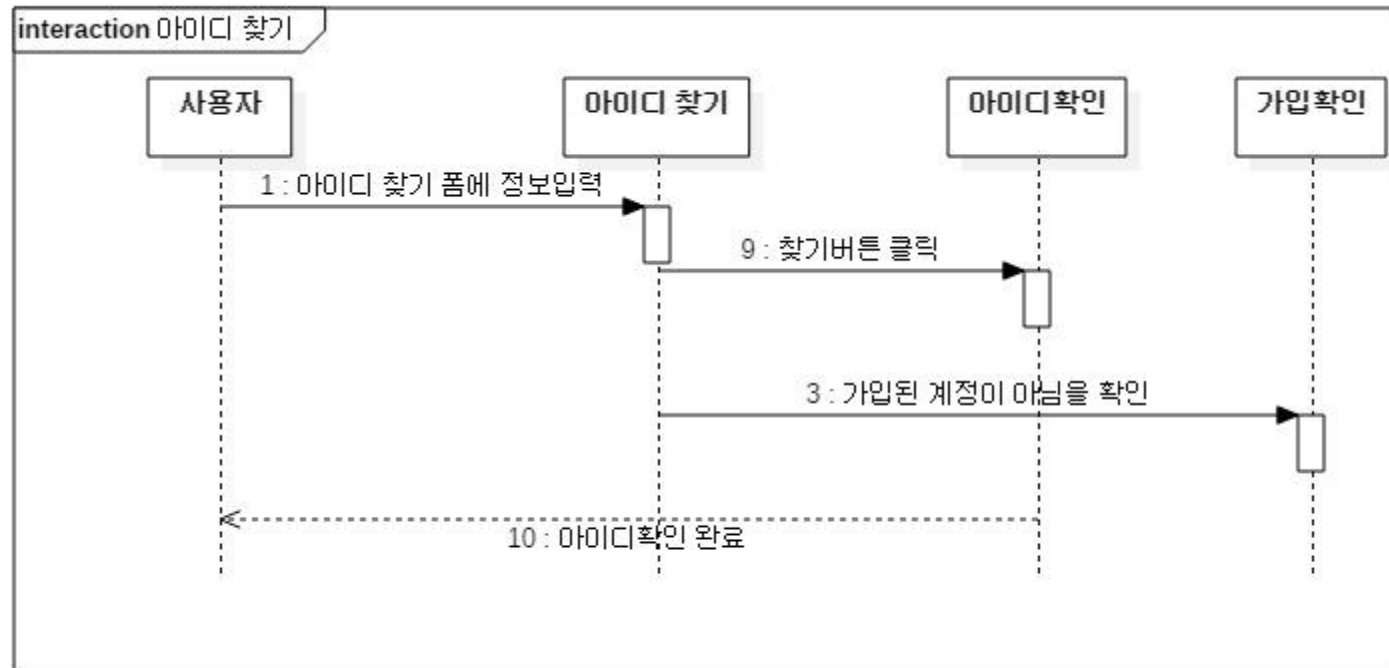 interaction 아이디 찾기
사용자
아이디 찾기
아이디확인
가입확인
1 : 아이디 찾기 폼에 정보입력
9 : 찾기버튼 클릭
3 : 가입된 계정이 아님을 확인
10 : 아이디확인 완료